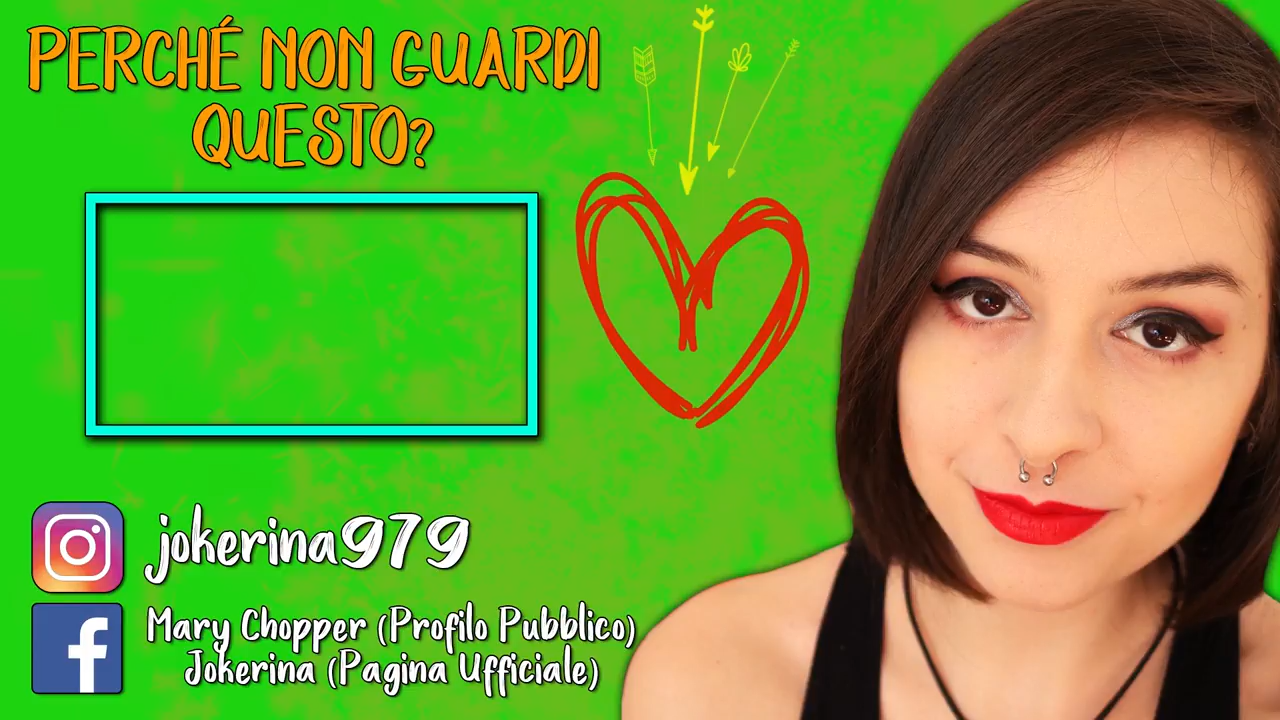 PERCHÉ NON GUARDI
QUESTO?
jokerina979
Mary Chopper (Profilo Pubblico)
Jokerina (Pagina Ufficiale)